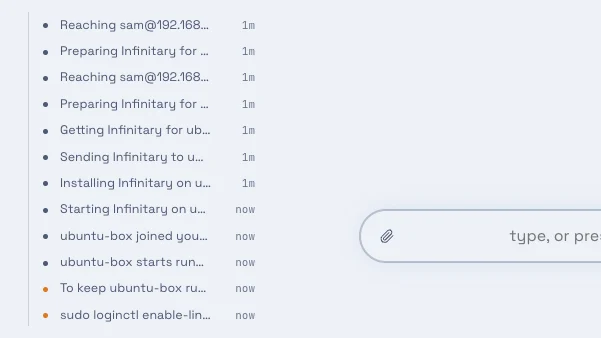 Reaching sam@192.168... 1m
Preparing Infinitary for ... 1m
Reaching sam@192.168... 1m
Preparing Infinitary for ... 1m
Getting Infinitary for ub... 1m
Sending Infinitary to u... 1m
Installing Infinitary on u... 1m
Starting Infinitary on u... now
ubuntu-box joined you... now
type, or pres
ubuntu-box starts run... now
To keep ubuntu-box ru... now
sudo loginctl enable-lin... now